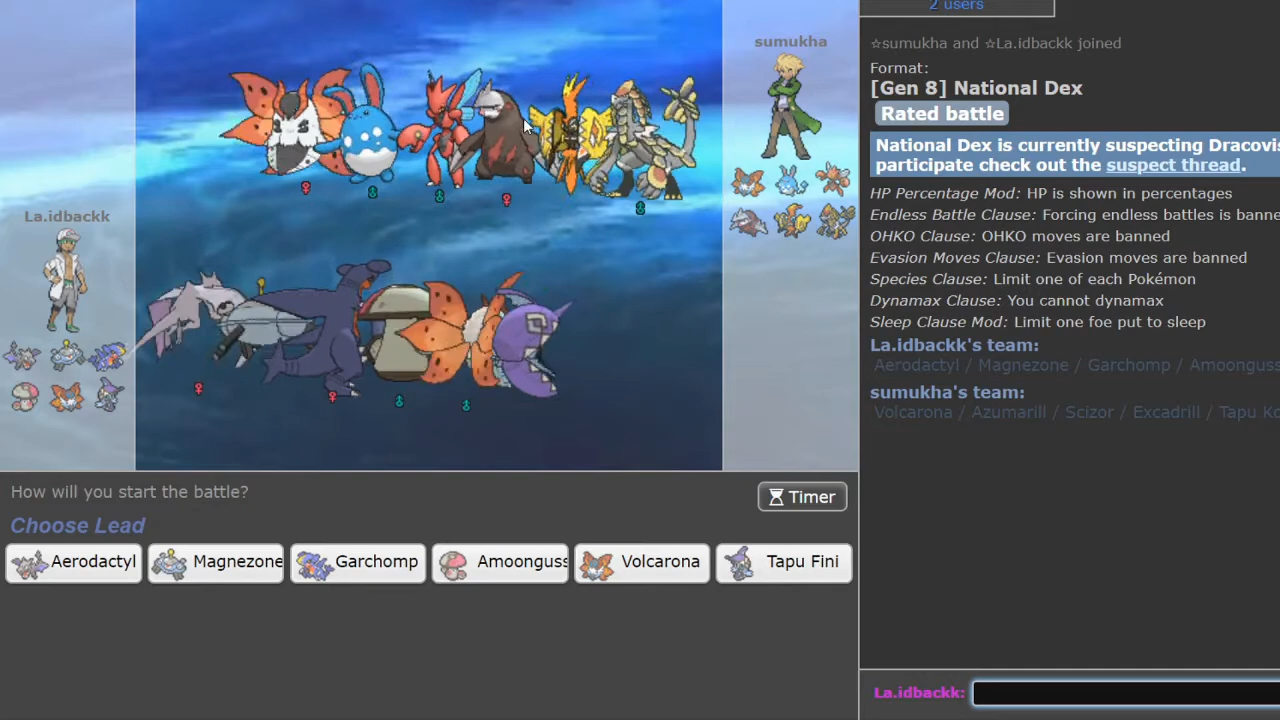 2 users
sumukha
☆sumukha and ☆La.idbackk joined
Format:
[Gen 8] National Dex
Rated battle
National Dex is currently suspecting Dracovis
participate check out the suspect thread.
HP Percentage Mod: HP is shown in percentages
Endless Battle Clause: Forcing endless battles is bann
OHKO Clause: OHKO moves are banned
Evasion Moves Clause: Evasion moves are banned
Species Clause: Limit one of each Pokémon
Dynamax Clause: You cannot dynamax
Sleep Clause Mod: Limit one foe put to sleep
La.idbackk's team:
Aerodactyl / Magnezone / Garchomp / Amoongus
sumukha's team:
Volcarona / Azumarill / Scizor / Excadrill / Tapu Ko
La.idbackk
How will you start the battle?
Timer
Choose Lead
Aerodactyl
Magnezone
Garchomp
Amoonguss
Volcarona
Tapu Fini
La.idbackk: